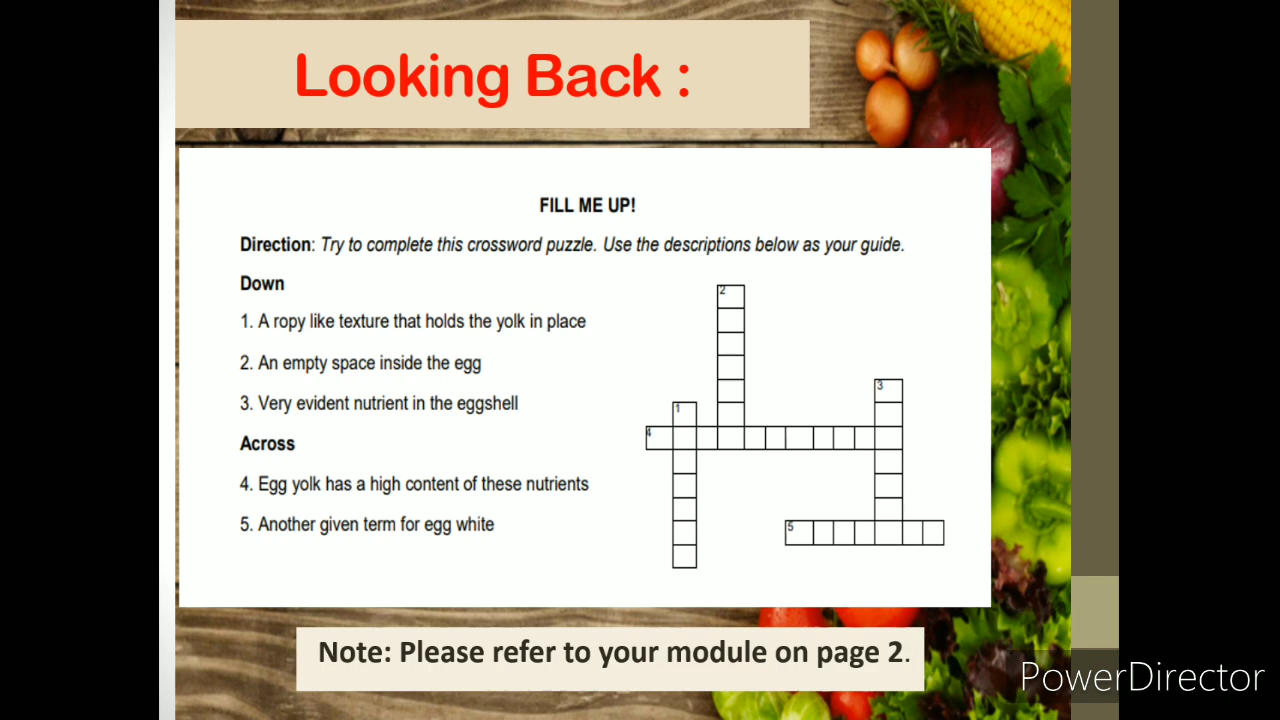 Looking Back :
FILL ME UP!
Direction: Try to complete this crossword puzzle. Use the descriptions below as your guide.
Down
1. A ropy like texture that holds the yolk in place
2. An empty space inside the egg
3. Very evident nutrient in the eggshell
Across
4. Egg yolk has a high content of these nutrients
5. Another given term for egg white
2
3
1
4
5
Note: Please refer to your module on page 2.
PowerDirector